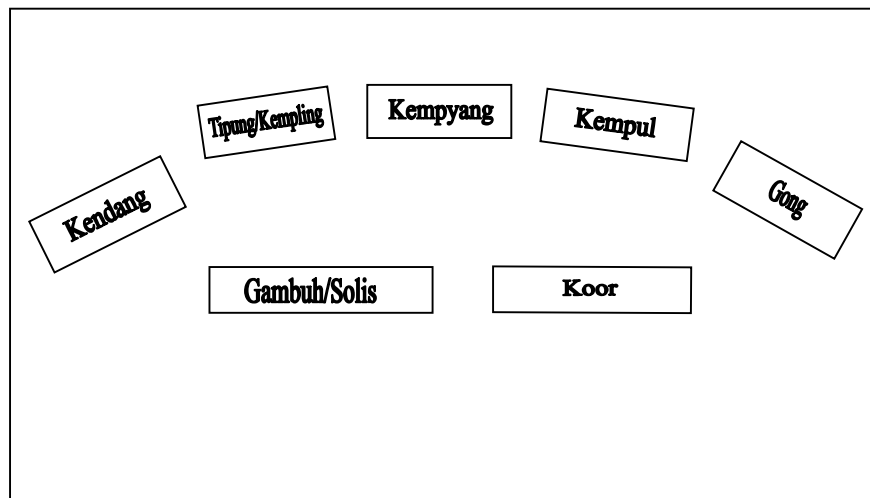 Kendang
Tipung/Kempling
Kempyang
Kempul
Gong
Gambuh/Solis
Koor